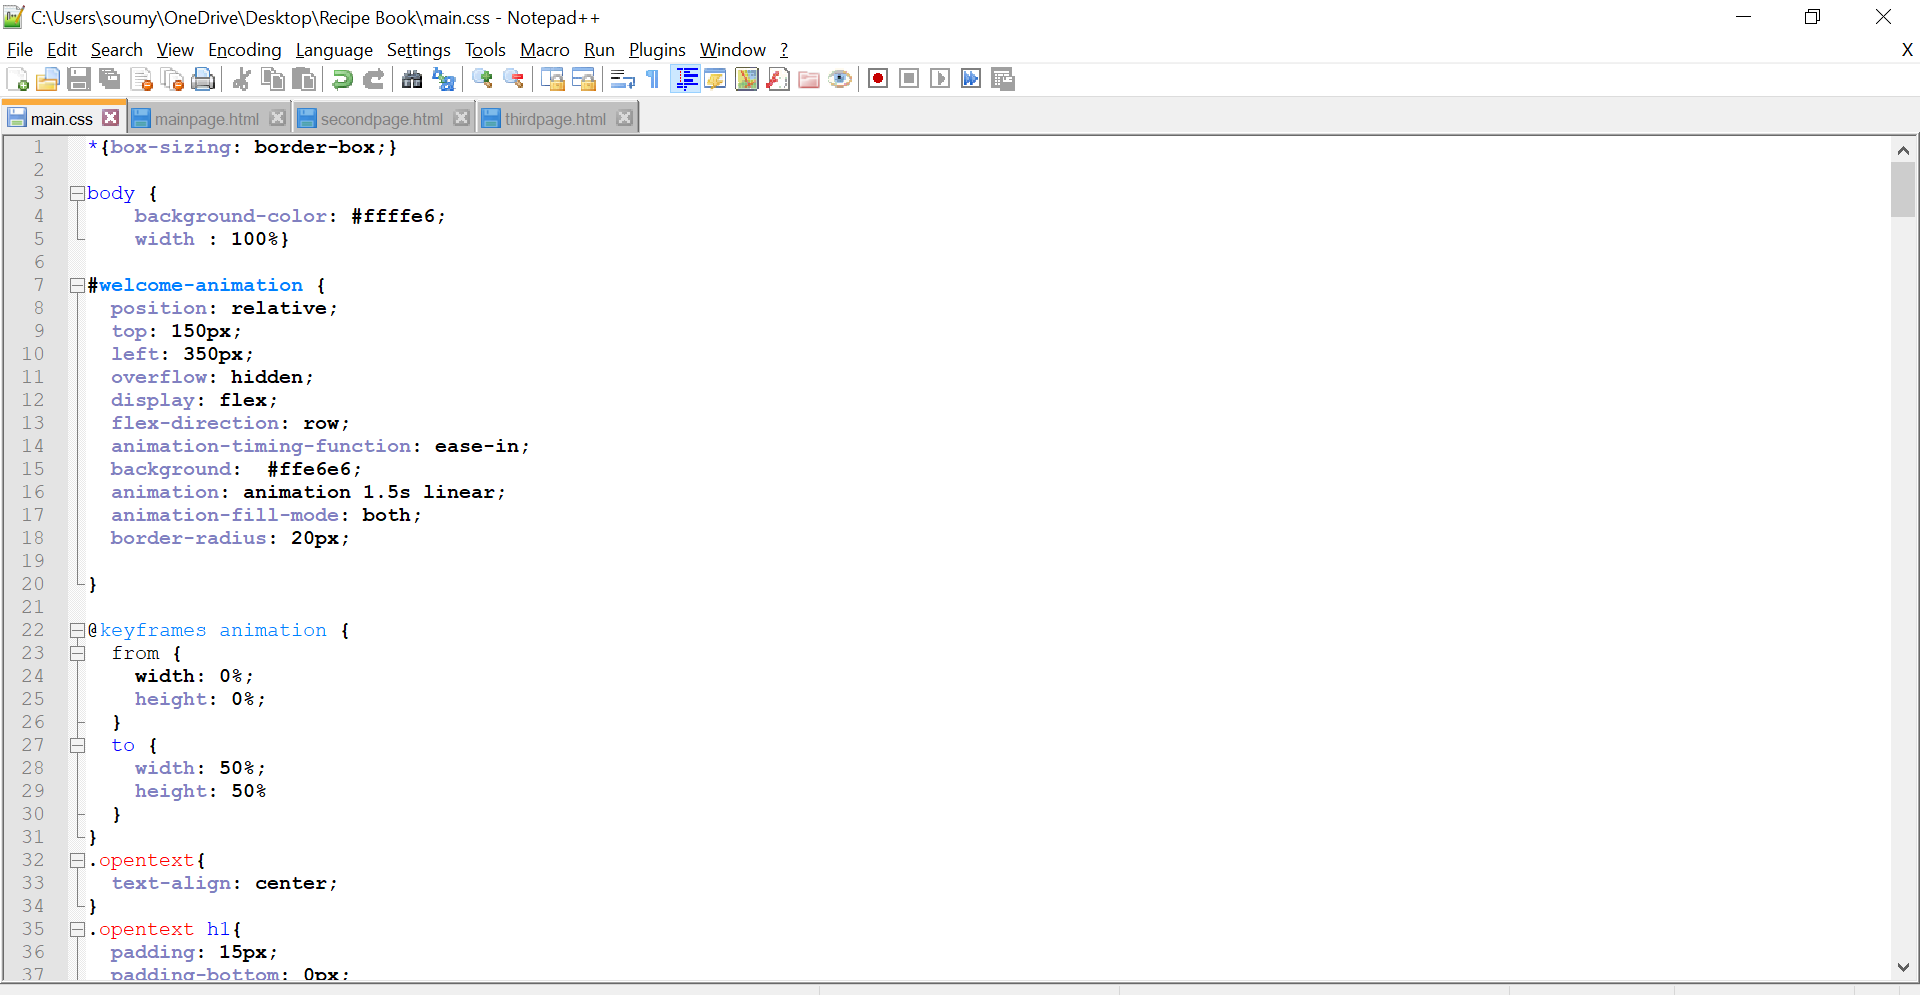 C:\Users\soumy\OneDrive\Desktop\Recipe Book\main.css - Notepad++
File Edit Search View Encoding Language Settings Tools Macro Run Plugins Window ? X
main.css mainpage.html secondpage.html thirdpage.html
1 *{box-sizing: border-box;}
2
3 body {
4 background-color: #ffffe6;
5 width : 100%}
6
7 #welcome-animation {
8 position: relative;
9 top: 150px;
10 left: 350px;
11 overflow: hidden;
12 display: flex;
13 flex-direction: row;
14 animation-timing-function: ease-in;
15 background:  #ffe6e6;
16 animation: animation 1.5s linear;
17 animation-fill-mode: both;
18 border-radius: 20px;
19
20 }
21
22 @keyframes animation {
23 from {
24 width: 0%;
25 height: 0%;
26 }
27 to {
28 width: 50%;
29 height: 50%
30 }
31 }
32 .opentext{
33 text-align: center;
34 }
35 .opentext h1{
36 padding: 15px;
37 padding-bottom: 0px;